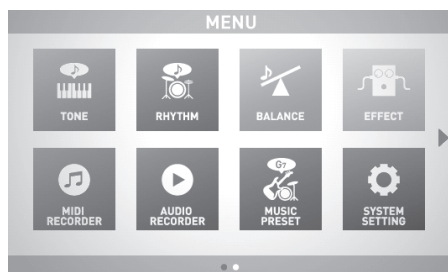 MENU
TONE
RHYTHM
BALANCE
EFFECT
MIDI
RECORDER
AUDIO
RECORDER
G7
MUSIC
PRESET
SYSTEM
SETTING